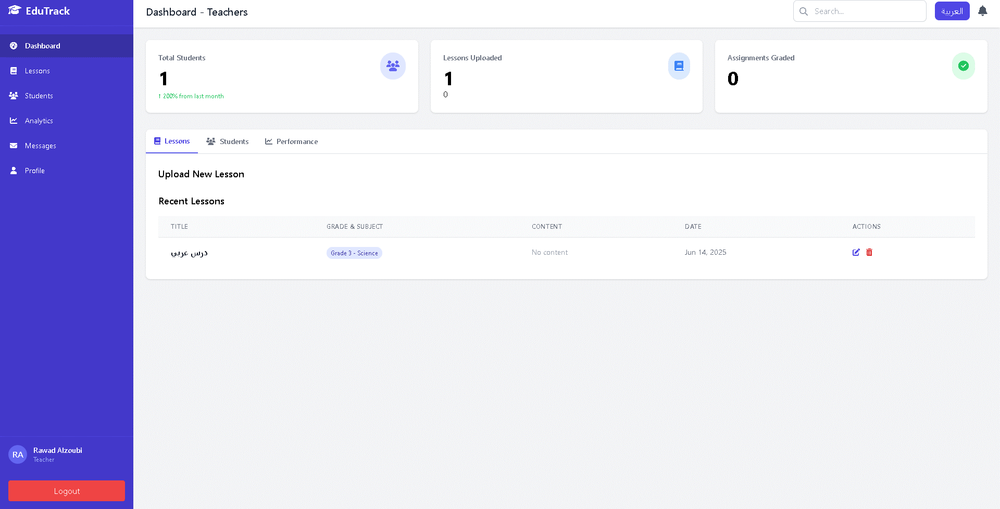 EduTrack
Dashboard
Lessons
Students
Analytics
Messages
Profile
Rawad Alzoubi
RA
Teacher
Logout
Dashboard - Teachers
Search...
العربية
Total Students
1
↑ 200% from last month
Lessons Uploaded
1
0
Assignments Graded
0
Lessons
Students
Performance
Upload New Lesson
Recent Lessons
TITLE
GRADE & SUBJECT
CONTENT
DATE
ACTIONS
درس عربي
Grade 3 - Science
No content
Jun 14, 2025